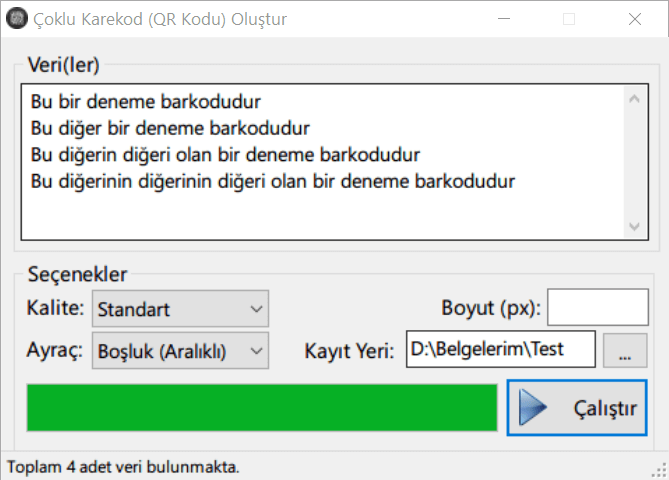 Çoklu Karekod (QR Kodu) Oluştur
Veri(ler)
Bu bir deneme barkodudur
Bu diğer bir deneme barkodudur
Bu diğerin diğeri olan bir deneme barkodudur
Bu diğerinin diğerinin diğeri olan bir deneme barkodudur
Seçenekler
Kalite: Standart Boyut (px):
Ayraç: Boşluk (Aralıklı) Kayıt Yeri: D:\Belgelerim\Test ...
Çalıştır
Toplam 4 adet veri bulunmakta.